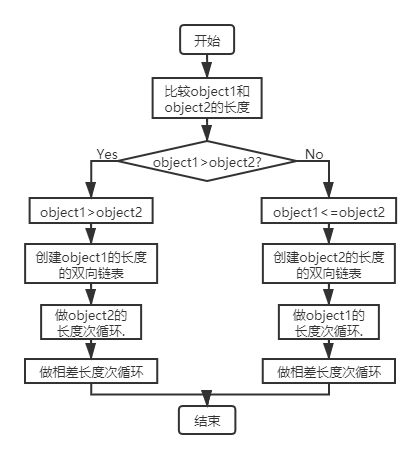 开始
比较object1和
object2的长度
object1>object2?
Yes
No
object1>object2
创建object1的长度
的双向链表
做object2的
长度次循环.
做相差长度次循环
object1<=object2
创建object2的长度
的双向链表
做object1的
长度次循环.
做相差长度次循环
结束